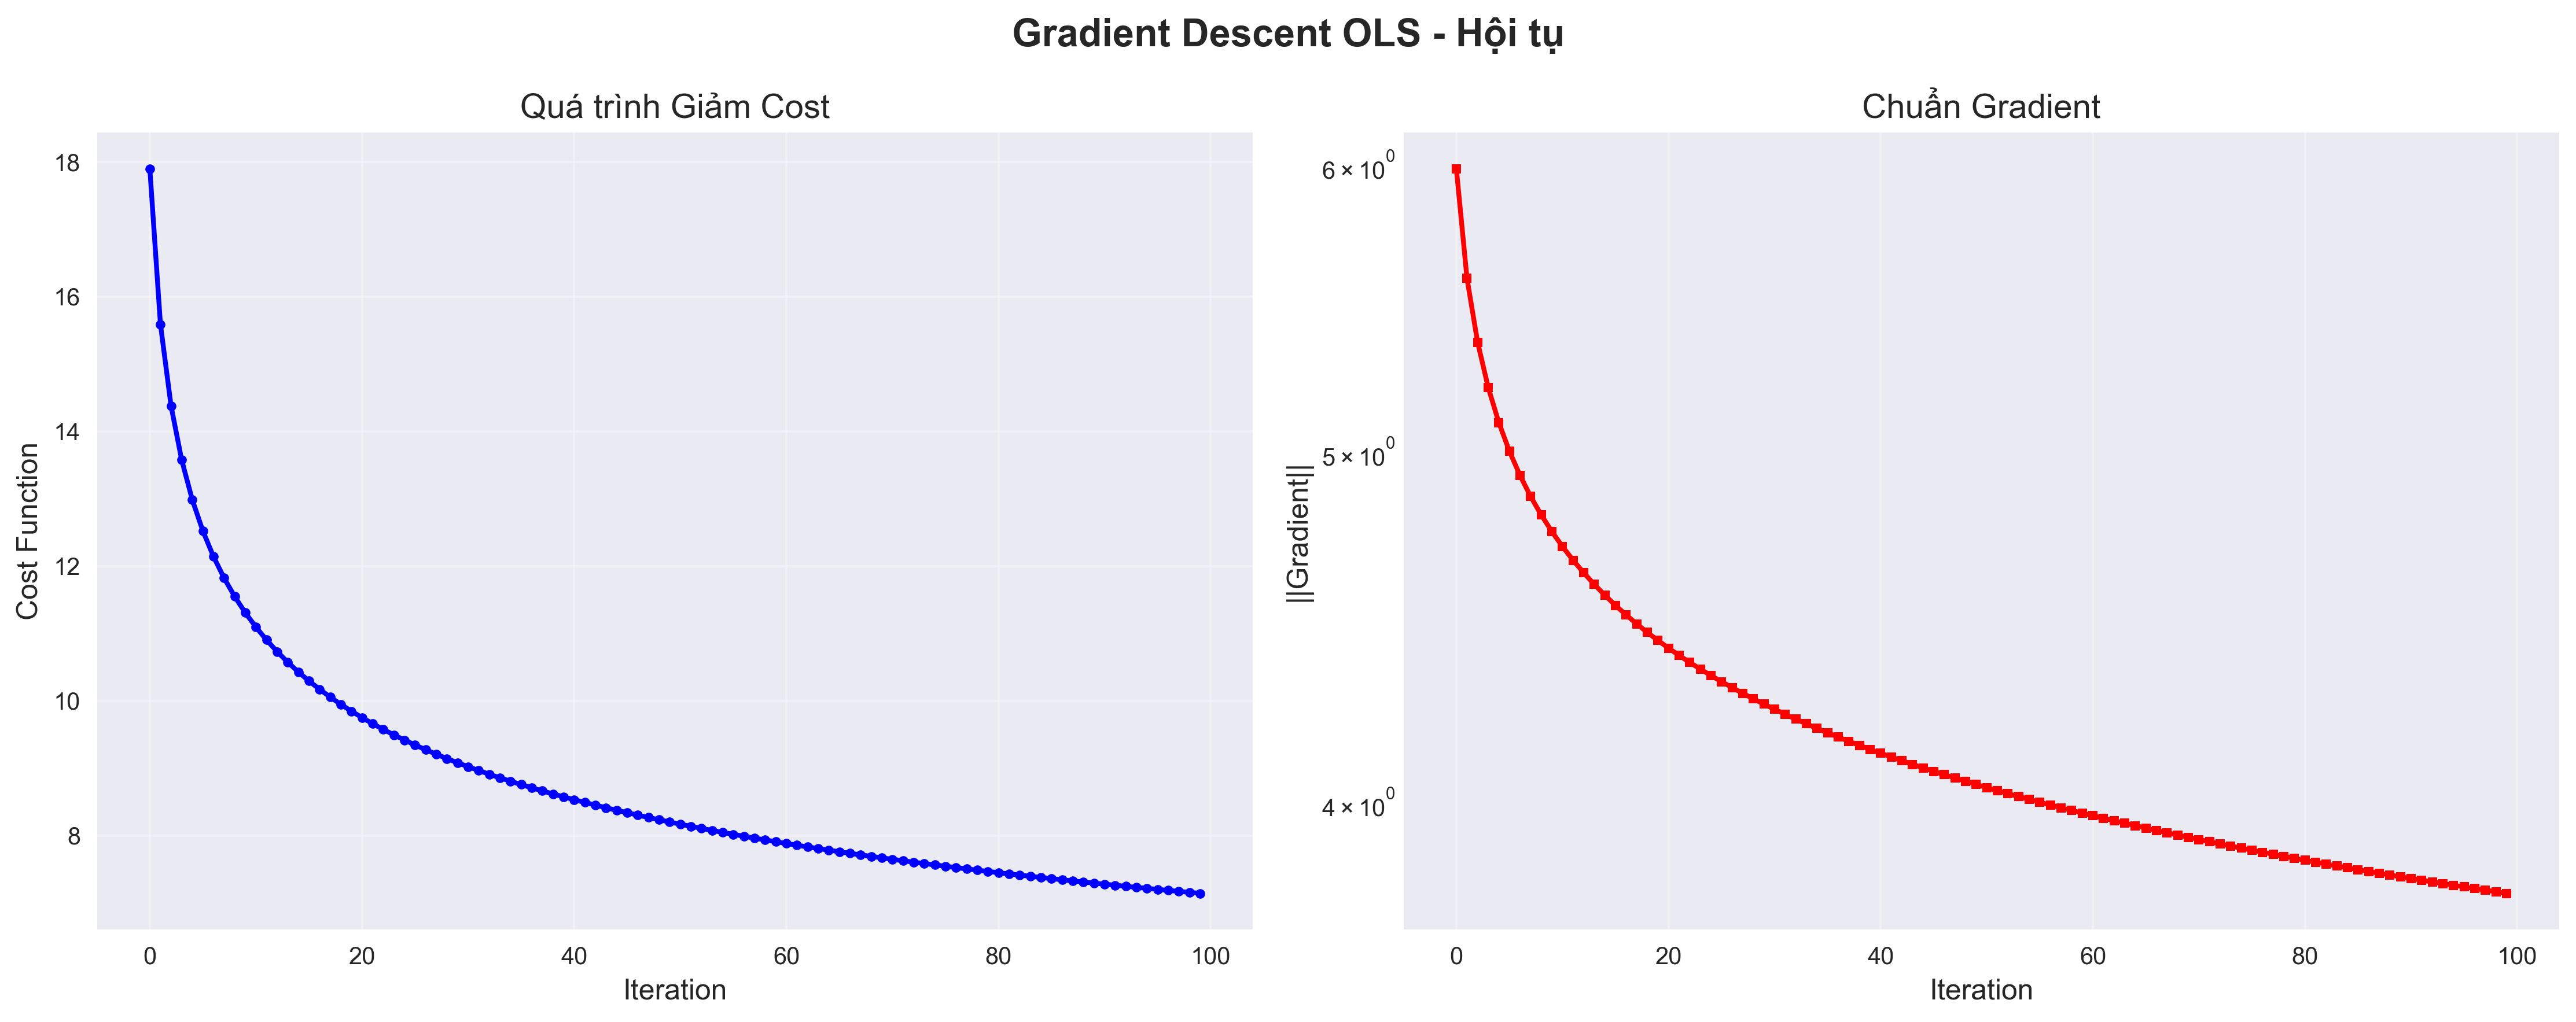 Gradient Descent OLS - Hội tụ
Quá trình Giảm Cost
Cost Function
18
16
14
12
10
8
0 20 40 60 80 100
Iteration
Chuẩn Gradient
||Gradient||
6 × 10⁰
5 × 10⁰
4 × 10⁰
0 20 40 60 80 100
Iteration